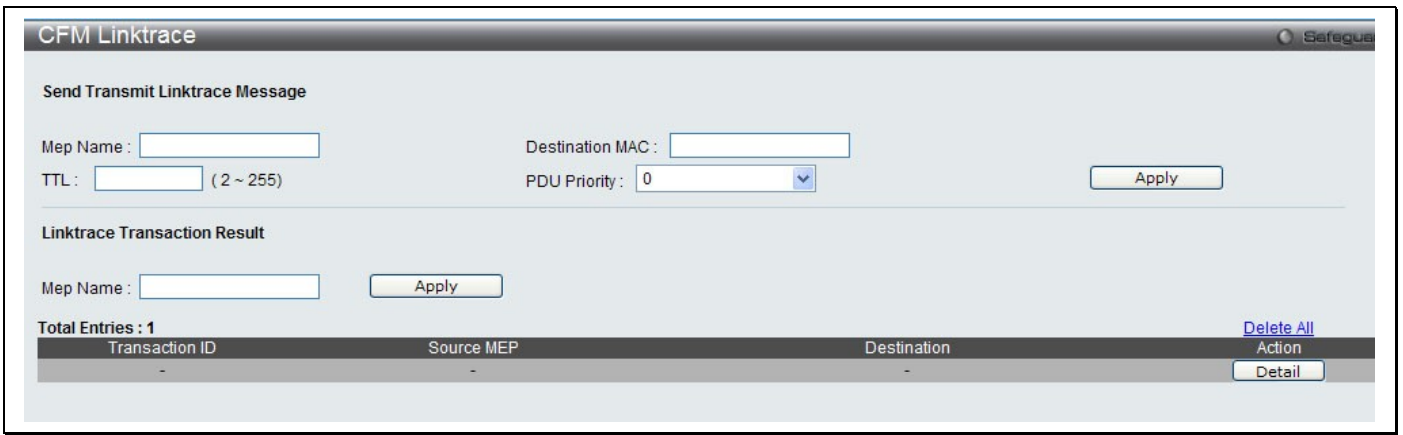 CFM Linktrace
Safegua
Send Transmit Linktrace Message
Mep Name :
Destination MAC :
TTL :
( 2 ~ 255)
PDU Priority :
0
Apply
Linktrace Transaction Result
Mep Name :
Apply
Total Entries : 1
Delete All
Transaction ID
Source MEP
Destination
Action
-
-
-
Detail